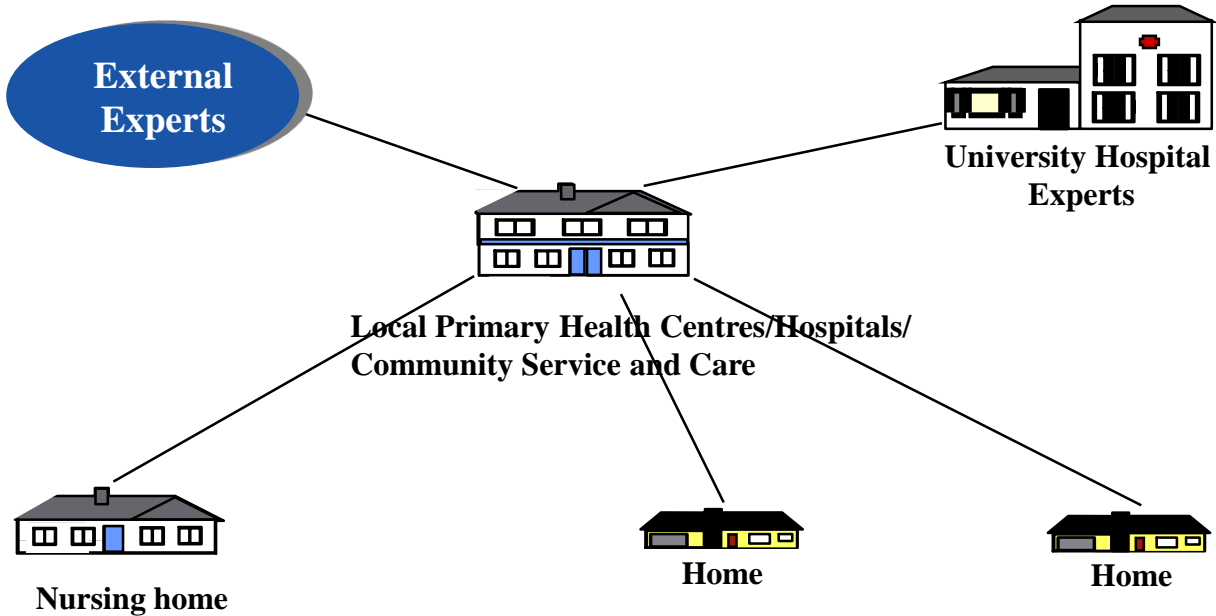 External
Experts
University Hospital
Experts
Local Primary Health Centres/Hospitals/
Community Service and Care
Nursing home
Home
Home